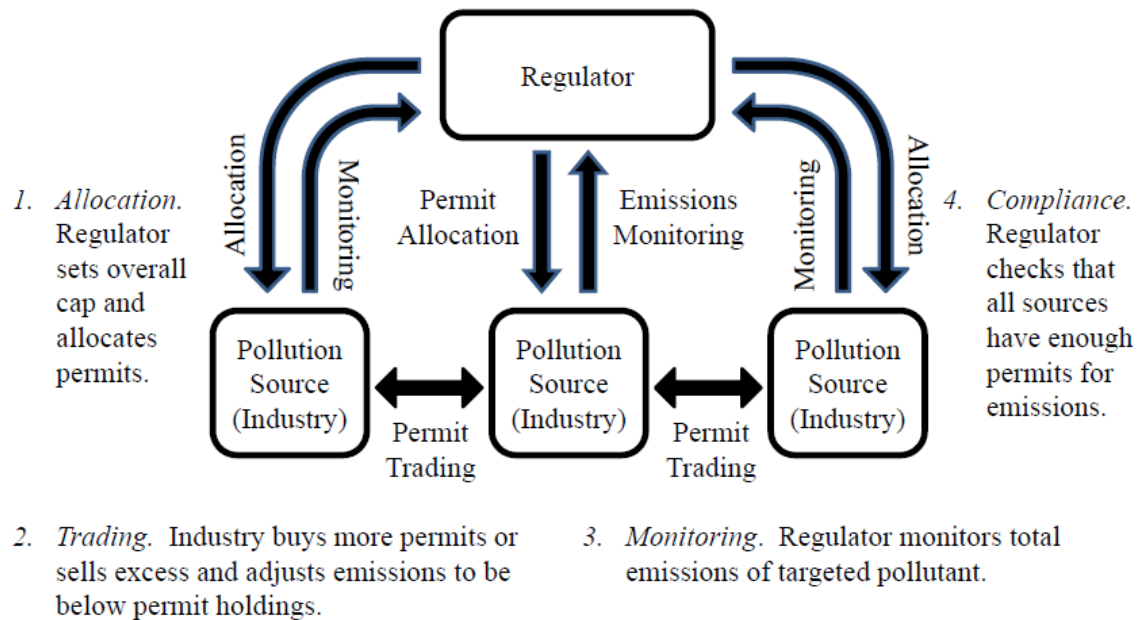 Regulator
Allocation
Monitoring
Permit
Allocation
Emissions
Monitoring
Monitoring
Allocation
1. Allocation.
Regulator
sets overall
cap and
allocates
permits.
4. Compliance.
Regulator
checks that
all sources
have enough
permits for
emissions.
Pollution
Source
(Industry)
Permit
Trading
Pollution
Source
(Industry)
Permit
Trading
Pollution
Source
(Industry)
2. Trading. Industry buys more permits or
sells excess and adjusts emissions to be
below permit holdings.
3. Monitoring. Regulator monitors total
emissions of targeted pollutant.